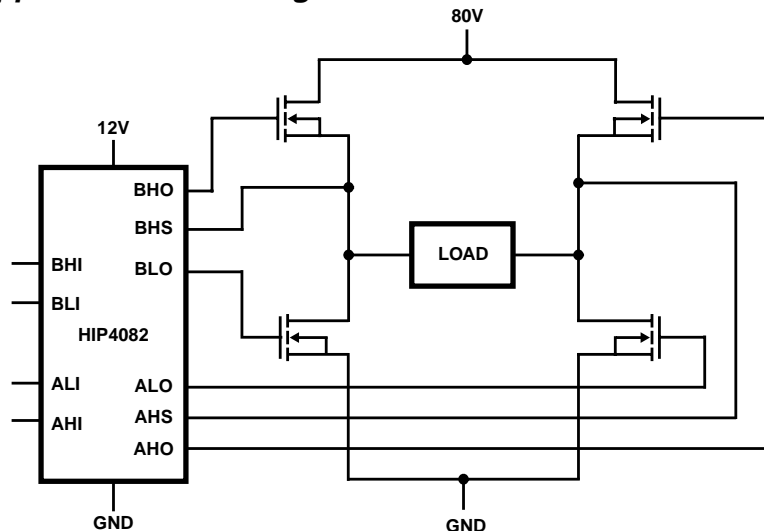 80V
12V
BHO
BHS
BHI
BLO
LOAD
BLI
HIP4082
ALI
ALO
AHS
AHI
AHO
GND
GND